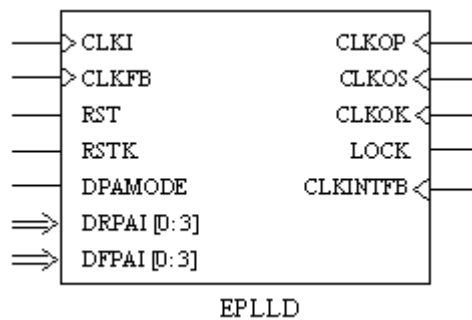 CLKI CLKOP
CLKFB CLKOS
RST CLKOK
RSTK LOCK
DPAMODE CLKINTFB
DRPAI[0:3]
DFPAI[0:3]
EPLLD